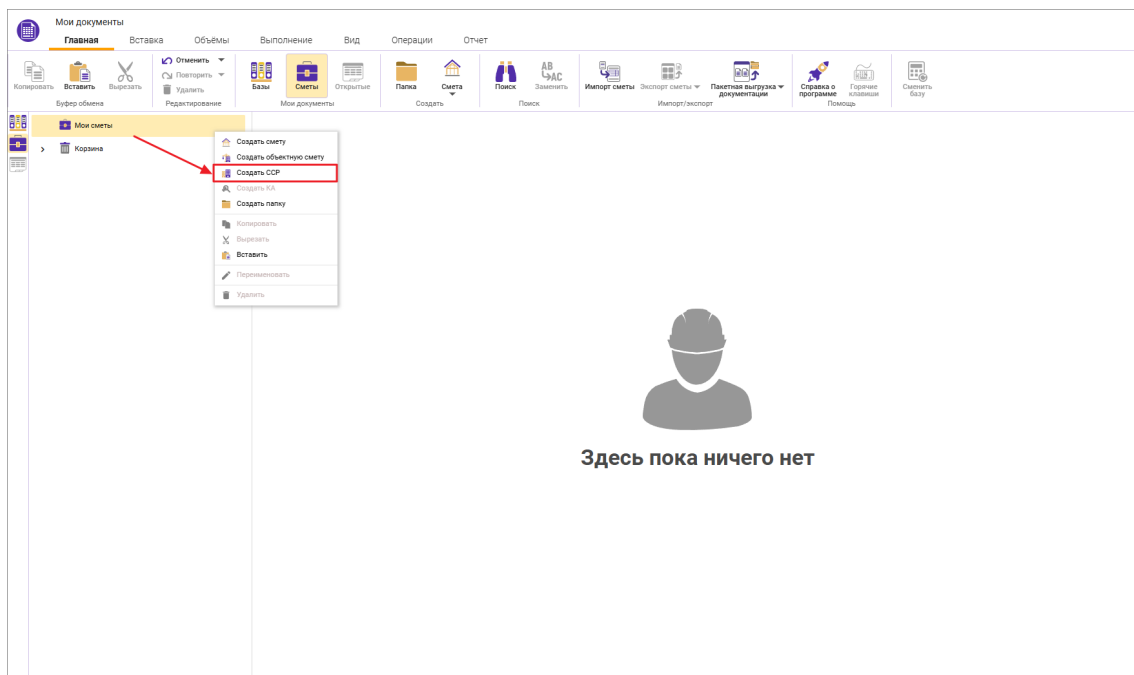 Мои документы
Главная Вставка Объёмы Выполнение Вид Операции Отчет
Копировать Вставить Вырезать
Буфер обмена
Отменить
Повторить
Удалить
Редактирование
Базы Сметы Открытые
Мои документы
Папка Смета
Создать
Поиск
AB
AC
Заменить
Поиск
Импорт сметы Экспорт сметы Пакетная выгрузка
документации
Импорт/экспорт
Справка о
программе
Горячие
клавиши
Помощь
Сменить
базу
Мои сметы
Корзина
Создать смету
Создать объектную смету
Создать ССР
Создать КА
Создать папку
Копировать
Вырезать
Вставить
Переименовать
Удалить
Здесь пока ничего нет